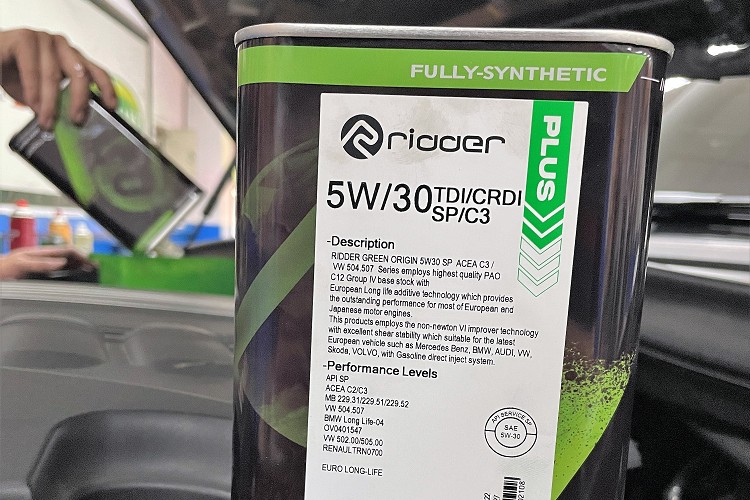 FULLY-SYNTHETIC
ridder
PLUS
5W/30 TDI/CRDI
SP/C3
-Description
RIDDER GREEN ORIGIN 5W30 SP ACEA C3 /
VW 504.507 Series employs highest quality PAO
C12 Group IV base stock with
European Long life additive technology which provides
the outstanding performance for most of European and
Japanese motor engines.
This products employs the non-newton VI improver technology
with excellent shear stability which suitable for the latest
European vehicle such as Mercedes Benz, BMW, AUDI, VW,
Skoda, VOLVO, with Gasoline direct inject system.
-Performance Levels
API SP
ACEA C2/C3
MB 229.31/229.51/229.52
VW 504.507
BMW Long Life-04
OV0401547
VW 502.00/505.00
RENAULTRN0700
EURO LONG-LIFE
API SERVICE SP
SAE
5W-30